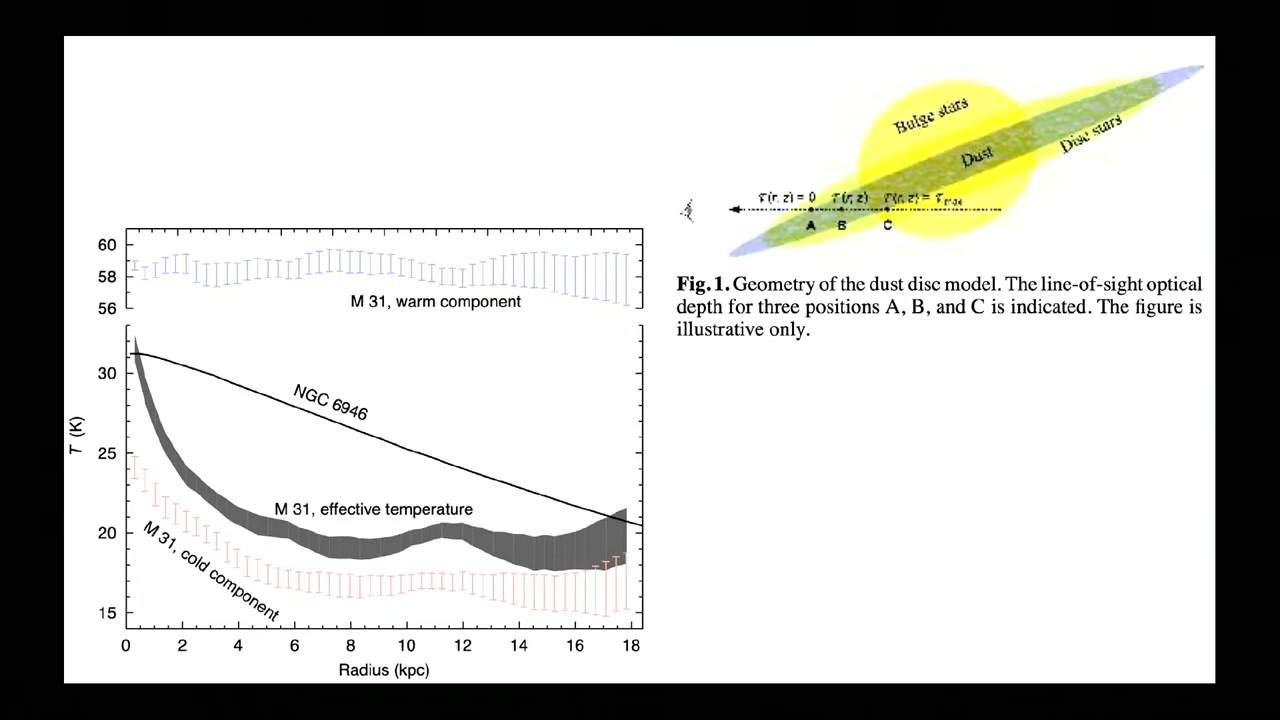 Bulge stars
Dust
Disc stars
τ(r, z) = 0 τ(r, z) τ(r, z) = τmax
A B C
Fig. 1. Geometry of the dust disc model. The line-of-sight optical
depth for three positions A, B, and C is indicated. The figure is
illustrative only.
60
58
56
M 31, warm component
30
25
20
15
T (K)
NGC 6946
M 31, effective temperature
M 31, cold component
0 2 4 6 8 10 12 14 16 18
Radius (kpc)